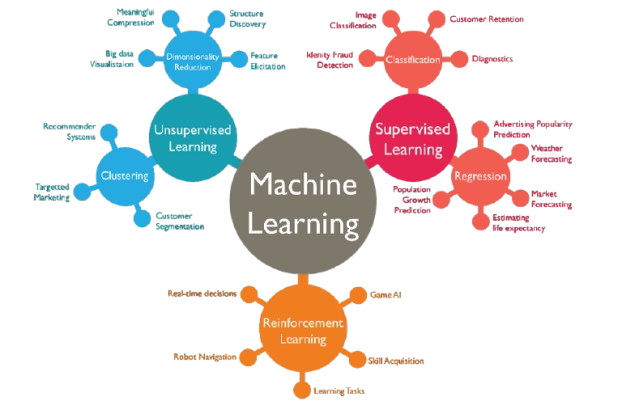 Meaningful
Compression
Structure
Discovery
Big data
Visualistaion
Dimensionality
Reduction
Feature
Elicitation
Unsupervised
Learning
Recommender
Systems
Clustering
Targetted
Marketing
Customer
Segmentation
Image
Classification
Customer Retention
Idenity Fraud
Detection
Classification
Diagnostics
Supervised
Learning
Advertising Popularity
Prediction
Weather
Forecasting
Regression
Population
Growth
Prediction
Market
Forecasting
Estimating
life expectancy
Machine
Learning
Real-time decisions
Game AI
Reinforcement
Learning
Robot Navigation
Skill Acquisition
Learning Tasks